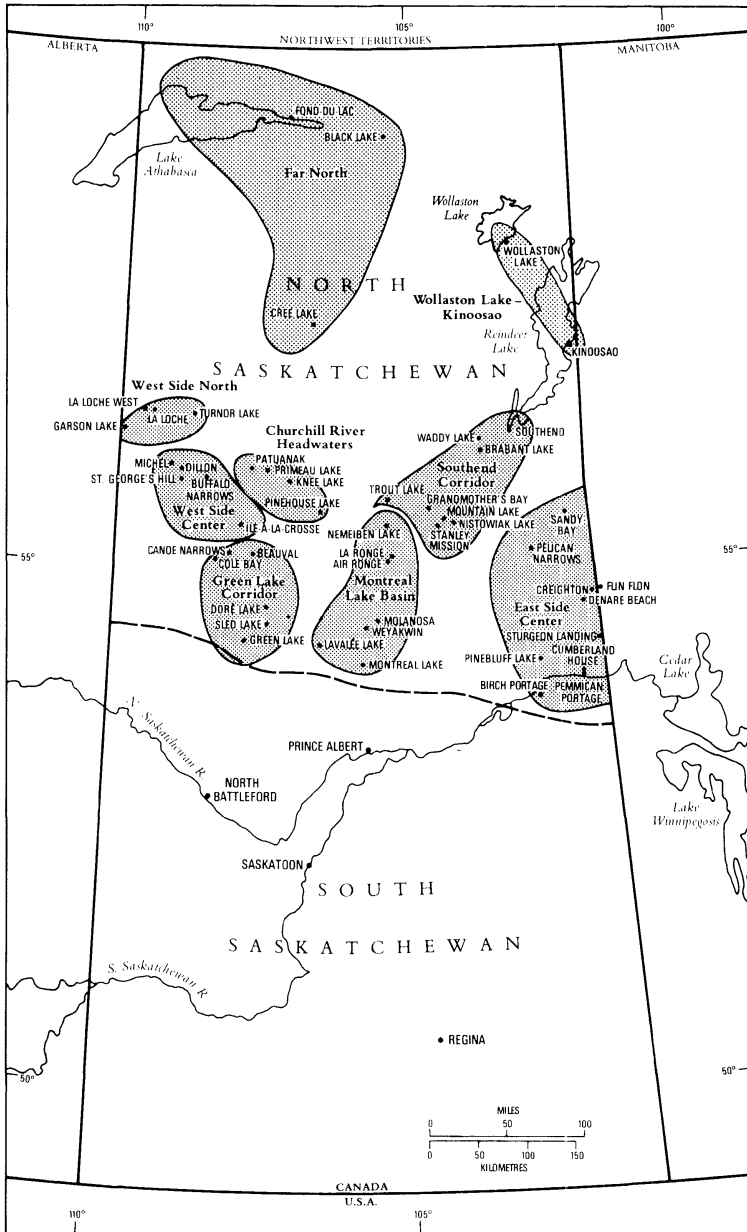 110°
105°
100°
ALBERTA
NORTHWEST TERRITORIES
MANITOBA
FOND-DU-LAC
BLACK LAKE
Lake
Athabasca
Far North
Wollaston
Lake
WOLLASTON
LAKE
NORTH
Wollaston Lake–
Kinoosao
CREE LAKE
Reindeer
Lake
KINOOSAO
SASKATCHEWAN
West Side North
LA LOCHE WEST
LA LOCHE
TURNOR LAKE
GARSON LAKE
Churchill River
Headwaters
SOUTHEND
WADDY LAKE
BRABANT LAKE
PATUANAK
MICHEL
DILLON
PRIMEAU LAKE
Southend
Corridor
ST. GEORGE'S HILL
BUFFALO
NARROWS
KNEE LAKE
TROUT LAKE
GRANDMOTHER'S BAY
West Side
Center
PINEHOUSE LAKE
MOUNTAIN LAKE
SANDY
BAY
ILE-À-LA-CROSSE
NEMEIBEN LAKE
NISTOWIAK LAKE
STANLEY
MISSION
55°
55°
CANOE NARROWS
BEAUVAL
COLE BAY
LA RONGE
AIR RONGE
PELICAN
NARROWS
Green Lake
Corridor
Montreal
Lake Basin
CREIGHTON
FLIN FLON
DENARE BEACH
DORÉ LAKE
East Side
Center
SLED LAKE
MOLANOSA
WEYAKWIN
STURGEON LANDING
GREEN LAKE
LAVALÉE LAKE
CUMBERLAND
HOUSE
MONTREAL LAKE
PINEBLUFF LAKE
Cedar
Lake
BIRCH PORTAGE
PEMMICAN
PORTAGE
N. Saskatchewan R.
PRINCE ALBERT
NORTH
BATTLEFORD
Lake
Winnipegosis
SASKATOON
SOUTH
SASKATCHEWAN
S. Saskatchewan R.
REGINA
50°
50°
MILES
0 50 100
0 50 100 150
KILOMETRES
CANADA
U.S.A.
110°
105°